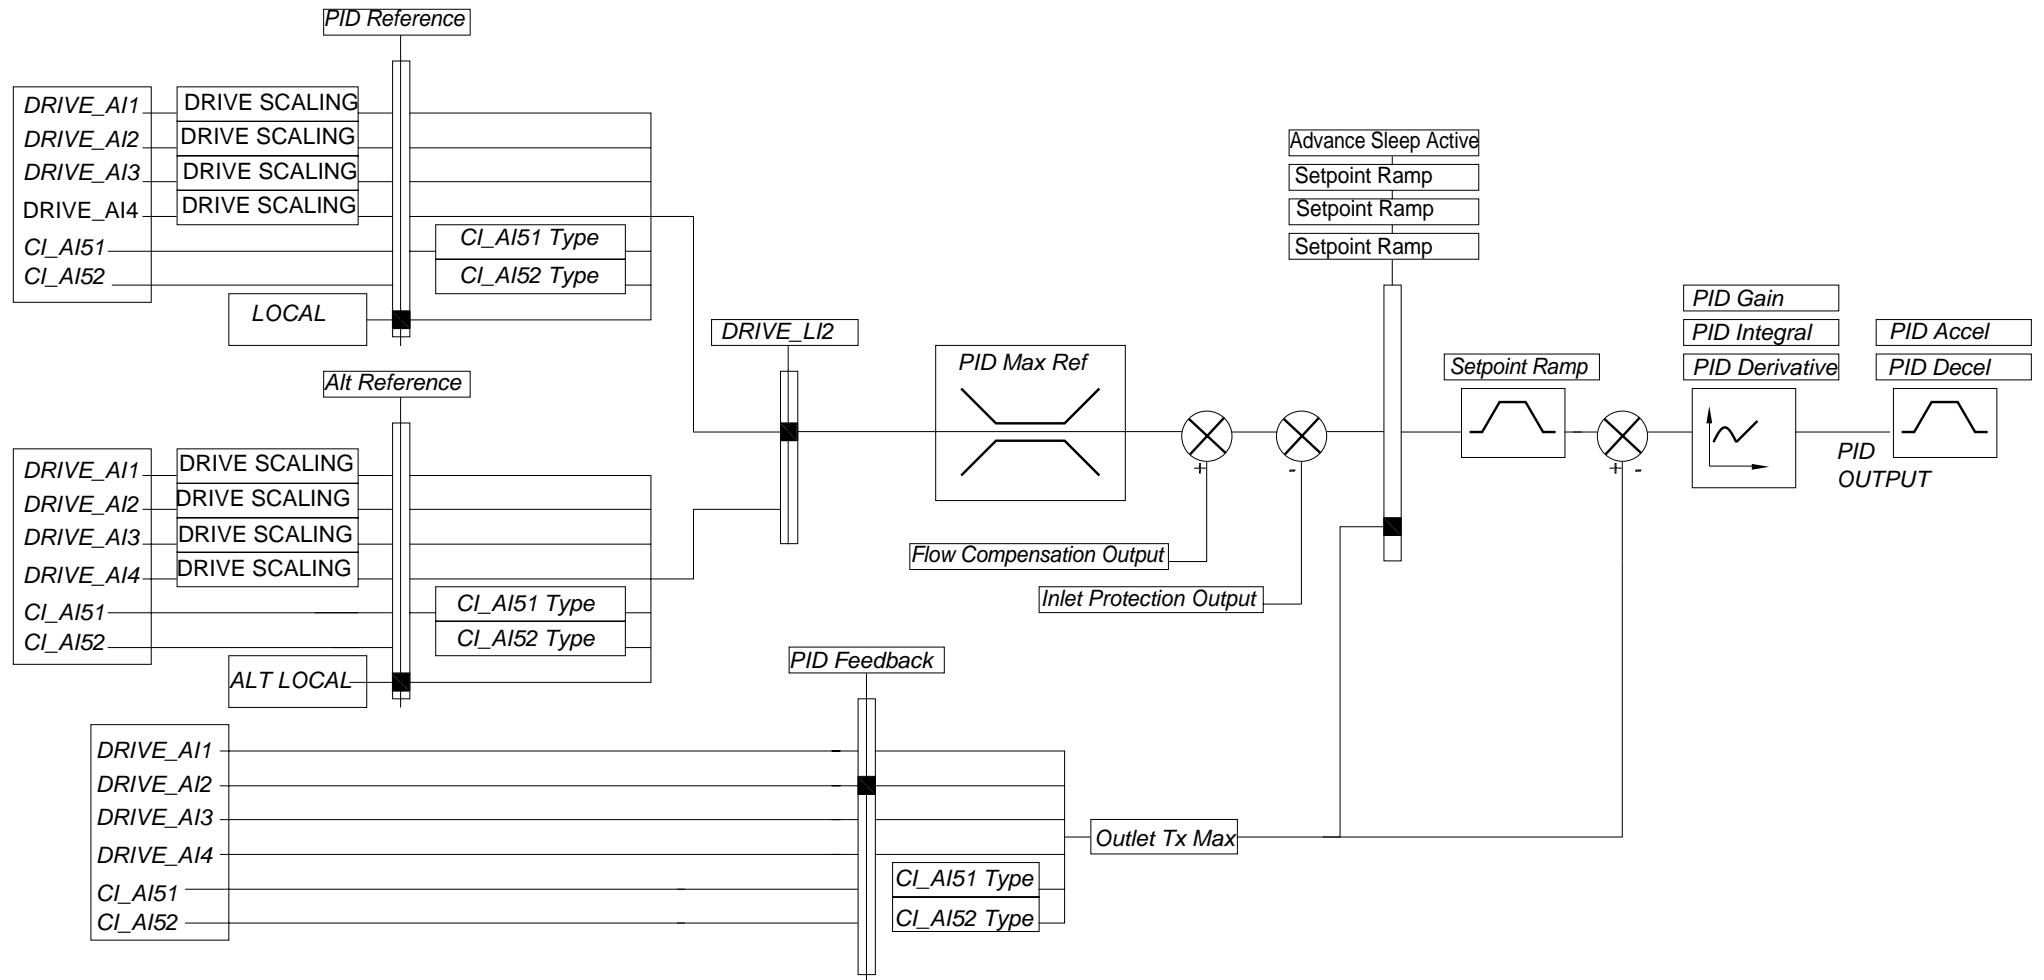 PID Reference
DRIVE_AI1
DRIVE SCALING
DRIVE_AI2
DRIVE SCALING
DRIVE_AI3
DRIVE SCALING
DRIVE_AI4
DRIVE SCALING
CI_AI51
CI_AI51 Type
CI_AI52
CI_AI52 Type
LOCAL
Alt Reference
DRIVE_AI1
DRIVE SCALING
DRIVE_AI2
DRIVE SCALING
DRIVE_AI3
DRIVE SCALING
DRIVE_AI4
DRIVE SCALING
CI_AI51
CI_AI51 Type
CI_AI52
CI_AI52 Type
ALT LOCAL
DRIVE_LI2
PID Max Ref
+
-
Flow Compensation Output
Inlet Protection Output
Advance Sleep Active
Setpoint Ramp
Setpoint Ramp
Setpoint Ramp
Setpoint Ramp
+
-
PID Gain
PID Integral
PID Derivative
PID
OUTPUT
PID Accel
PID Decel
PID Feedback
DRIVE_AI1
DRIVE_AI2
DRIVE_AI3
DRIVE_AI4
CI_AI51
CI_AI52
CI_AI51 Type
CI_AI52 Type
Outlet Tx Max